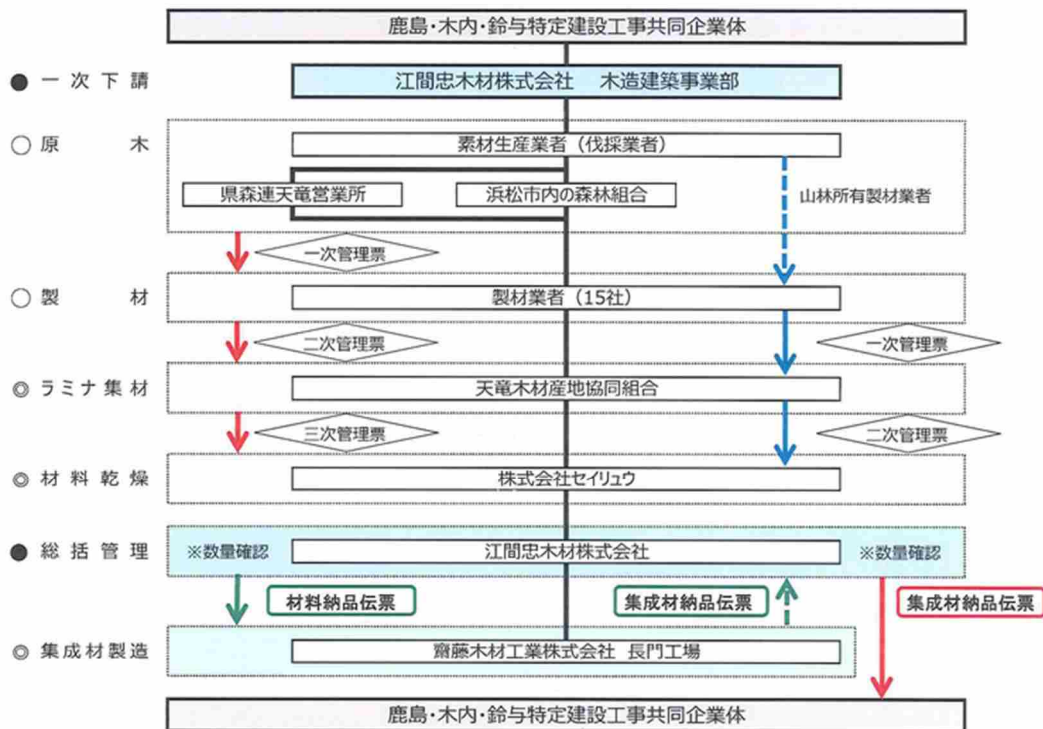 鹿島・木内・鈴与特定建設工事共同企業体
●一次下請
江間忠木材株式会社 木造建築事業部
○原木
素材生産業者（伐採業者）
県森連天竜営業所
浜松市内の森林組合
山林所有製材業者
一次管理票
○製材
製材業者（15社）
二次管理票
一次管理票
◎ラミナ集材
天竜木材産地協同組合
三次管理票
二次管理票
◎材料乾燥
株式会社セイリュウ
●総括管理
※数量確認
江間忠木材株式会社
※数量確認
材料納品伝票
集成材納品伝票
集成材納品伝票
◎集成材製造
齋藤木材工業株式会社 長門工場
鹿島・木内・鈴与特定建設工事共同企業体